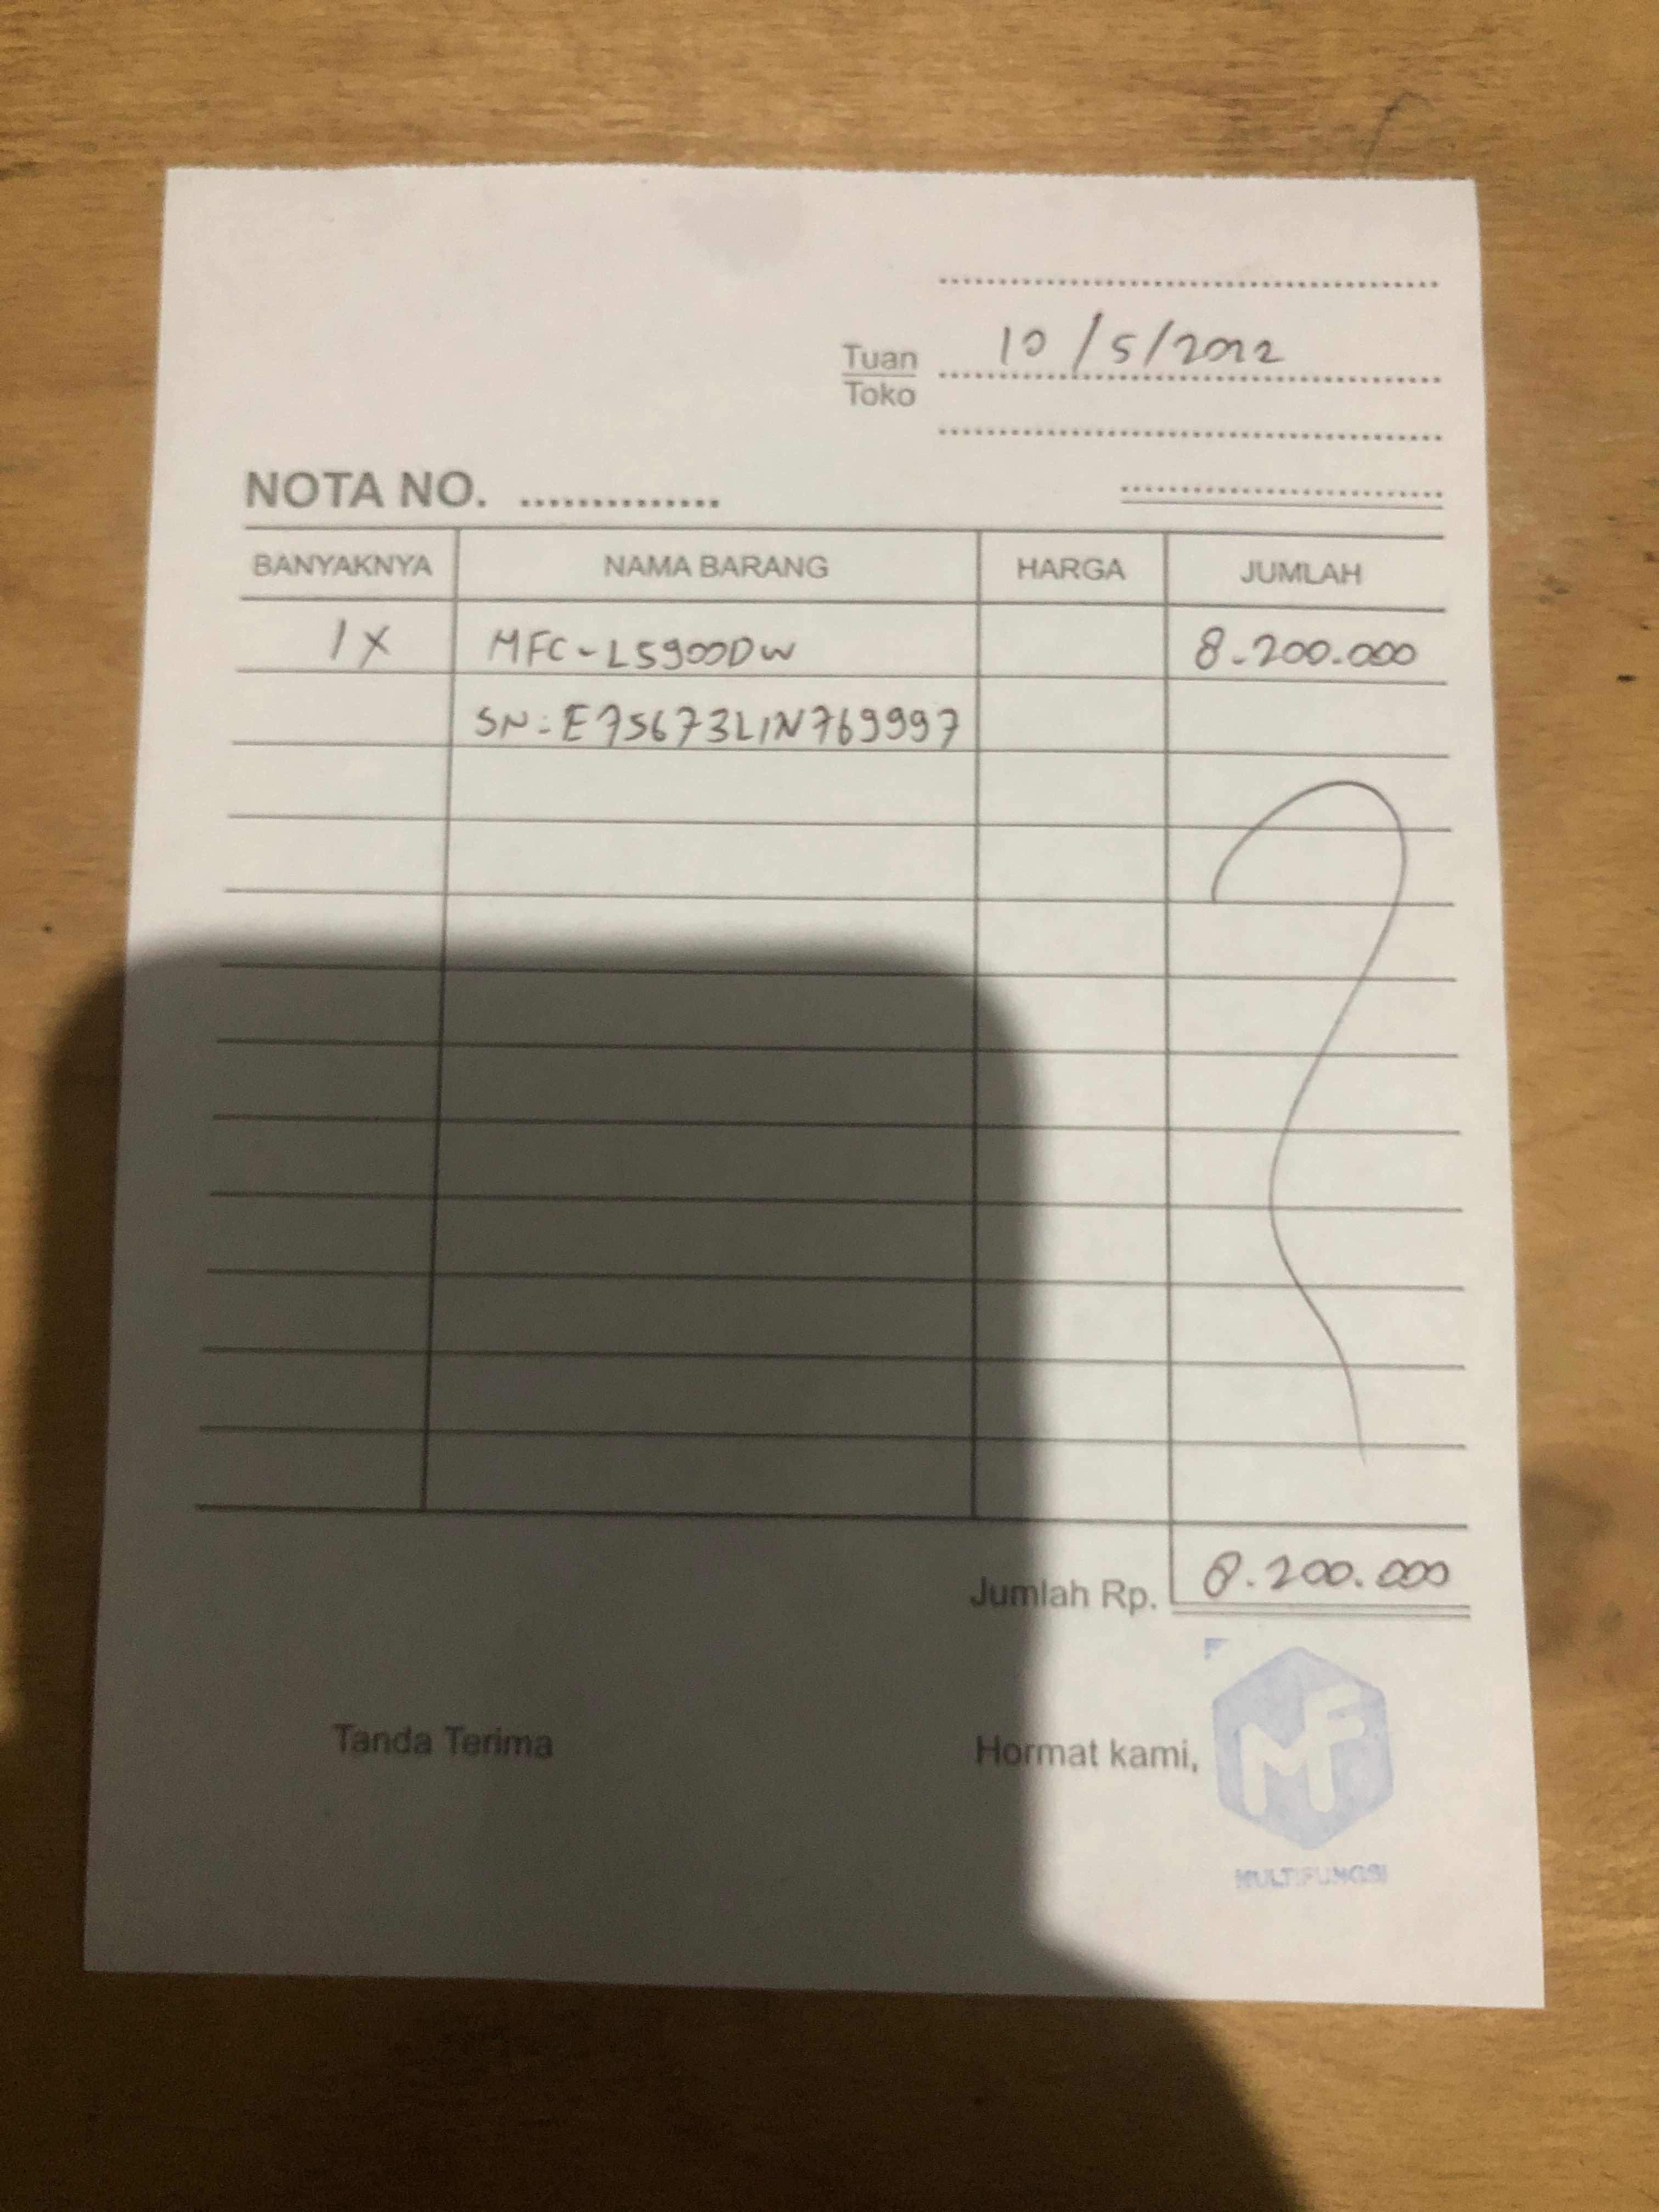 10/5/2022
Tuan
Toko
NOTA NO. ..............
BANYAKNYA NAMA BARANG HARGA JUMLAH
1X MFC-L5900DW 8.200.000
SN: E75673L1N769997
Jumlah Rp. 8.200.000
Tanda Terima Hormat kami,
MF
MULTIFUNGSI